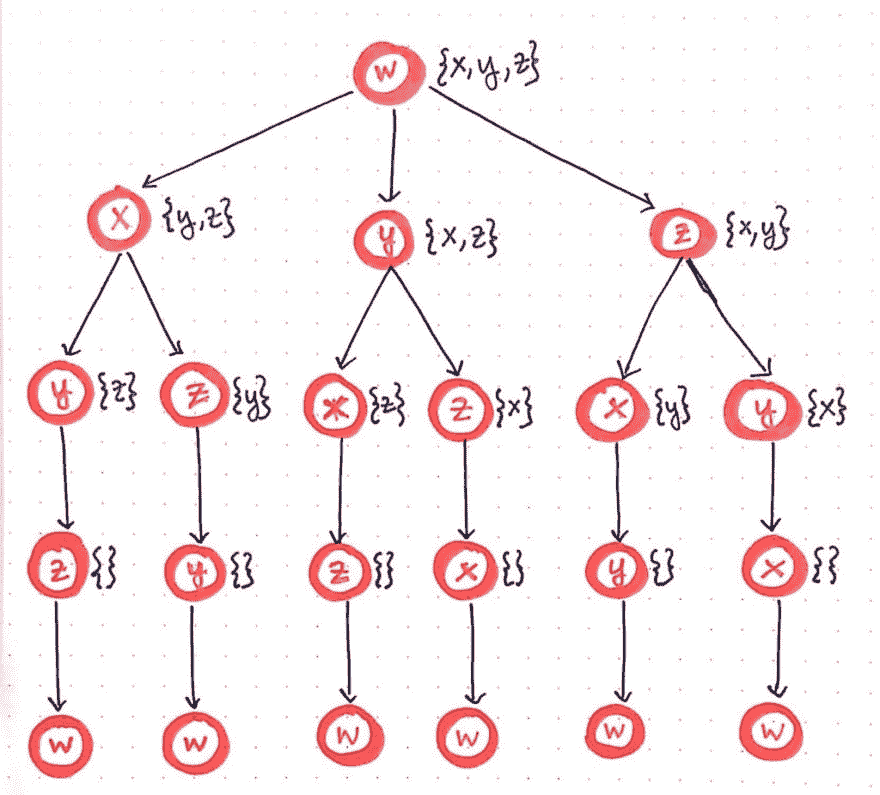 w {x,y,z}
x {y,z} y {x,z} z {x,y}
y {z} z {y} x {z} z {x} x {y} y {x}
z {} y {} z {} x {} y {} x {}
w w w w w w